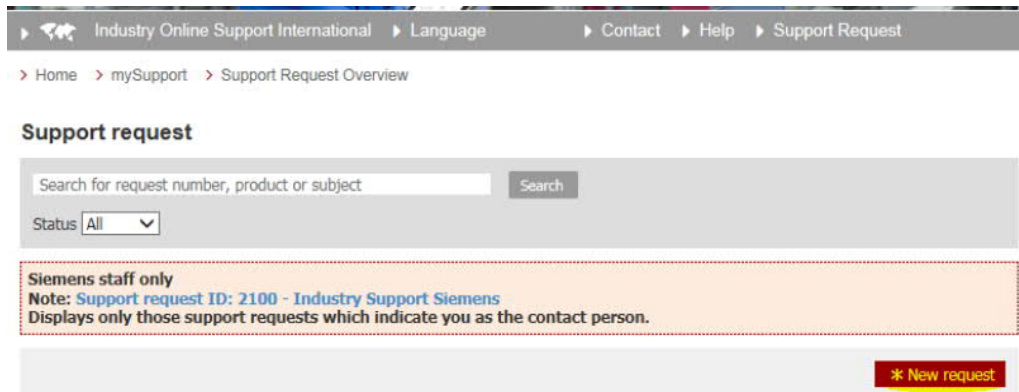 Industry Online Support International Language Contact Help Support Request
> Home > mySupport > Support Request Overview
Support request
Search for request number, product or subject Search
Status All
Siemens staff only
Note: Support request ID: 2100 - Industry Support Siemens
Displays only those support requests which indicate you as the contact person.
* New request